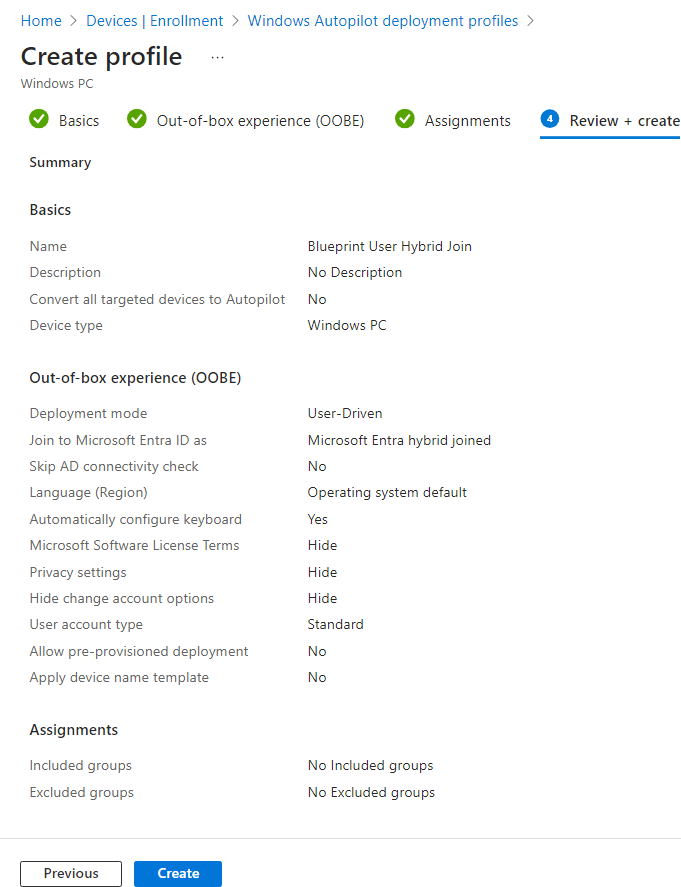 Home > Devices | Enrollment > Windows Autopilot deployment profiles >
Create profile ...
Windows PC
Basics Out-of-box experience (OOBE) Assignments 4 Review + create
Summary
Basics
Name Blueprint User Hybrid Join
Description No Description
Convert all targeted devices to Autopilot No
Device type Windows PC
Out-of-box experience (OOBE)
Deployment mode User-Driven
Join to Microsoft Entra ID as Microsoft Entra hybrid joined
Skip AD connectivity check No
Language (Region) Operating system default
Automatically configure keyboard Yes
Microsoft Software License Terms Hide
Privacy settings Hide
Hide change account options Hide
User account type Standard
Allow pre-provisioned deployment No
Apply device name template No
Assignments
Included groups No Included groups
Excluded groups No Excluded groups
Previous Create